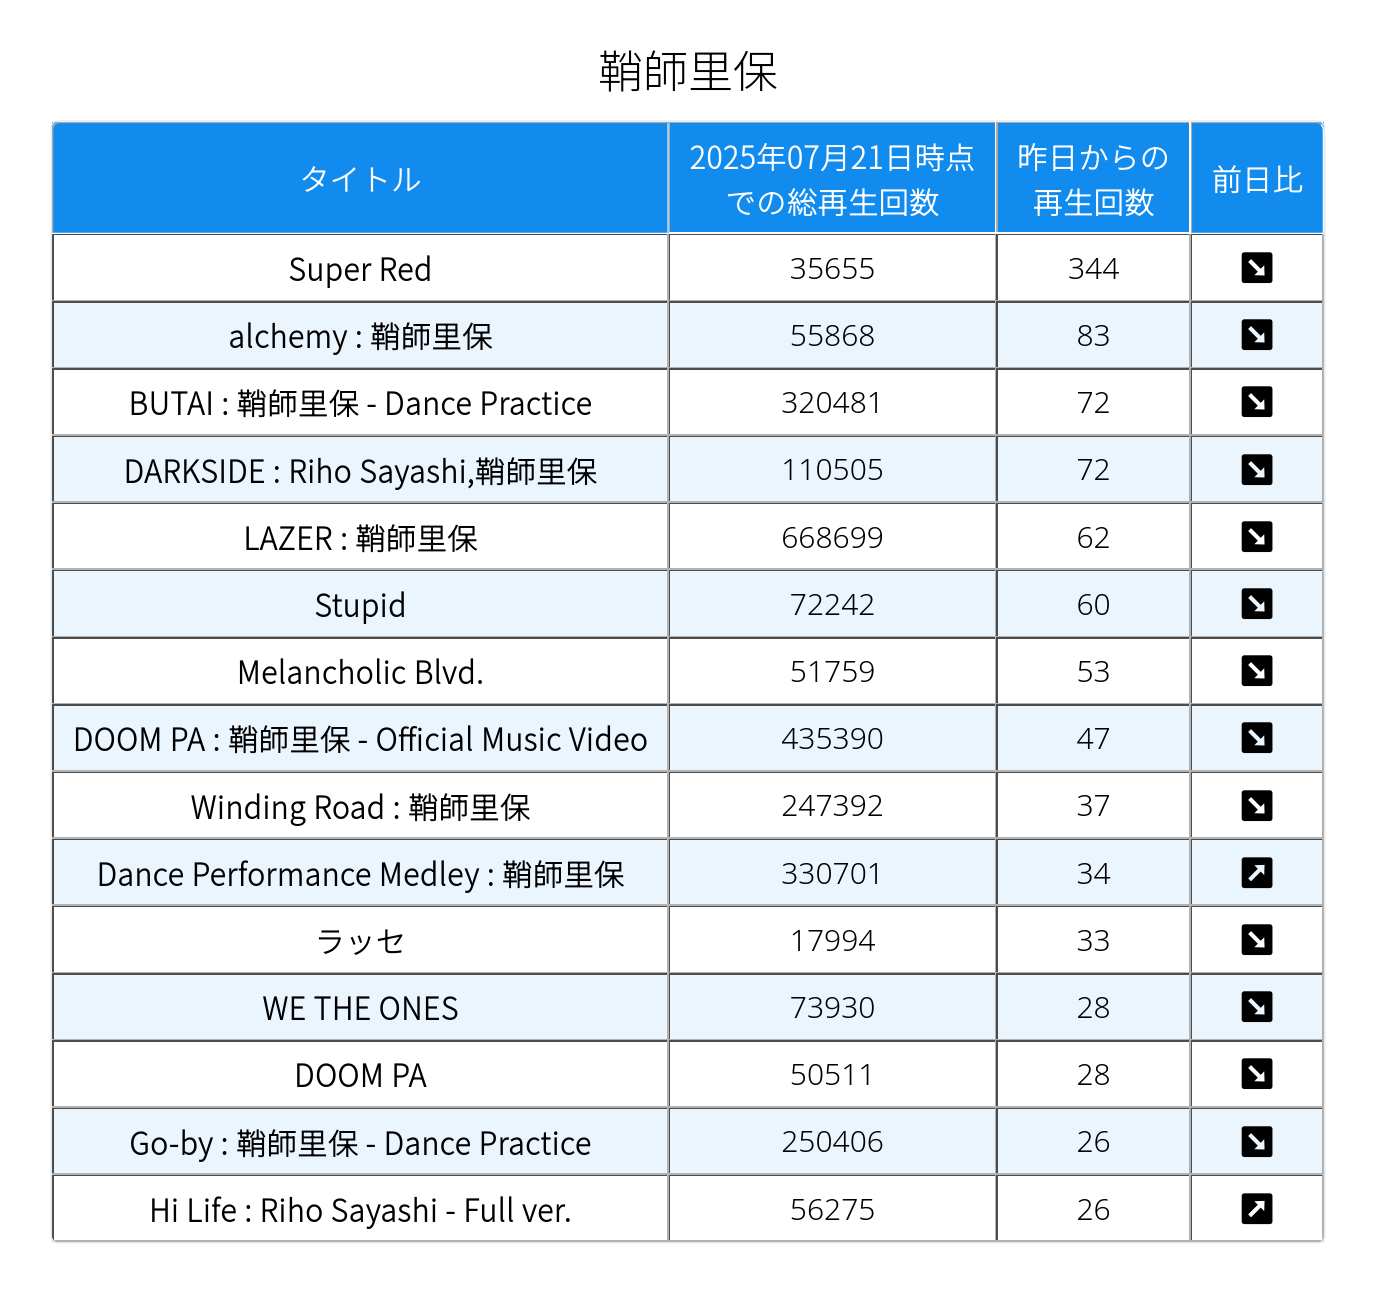 鞘師里保
タイトル 2025年07月21日時点での総再生回数 昨日からの再生回数 前日比
Super Red 35655 344 ↘
alchemy : 鞘師里保 55868 83 ↘
BUTAI : 鞘師里保 - Dance Practice 320481 72 ↘
DARKSIDE : Riho Sayashi,鞘師里保 110505 72 ↘
LAZER : 鞘師里保 668699 62 ↘
Stupid 72242 60 ↘
Melancholic Blvd. 51759 53 ↘
DOOM PA : 鞘師里保 - Official Music Video 435390 47 ↘
Winding Road : 鞘師里保 247392 37 ↘
Dance Performance Medley : 鞘師里保 330701 34 ↗
ラッセ 17994 33 ↘
WE THE ONES 73930 28 ↘
DOOM PA 50511 28 ↘
Go-by : 鞘師里保 - Dance Practice 250406 26 ↘
Hi Life : Riho Sayashi - Full ver. 56275 26 ↗